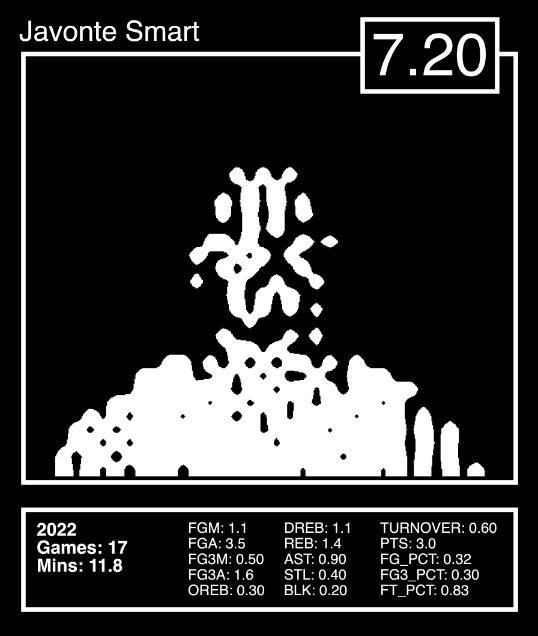 Javonte Smart
7.20
2022
Games: 17
Mins: 11.8
FGM: 1.1
FGA: 3.5
FG3M: 0.50
FG3A: 1.6
OREB: 0.30
DREB: 1.1
REB: 1.4
AST: 0.90
STL: 0.40
BLK: 0.20
TURNOVER: 0.60
PTS: 3.0
FG_PCT: 0.32
FG3_PCT: 0.30
FT_PCT: 0.83